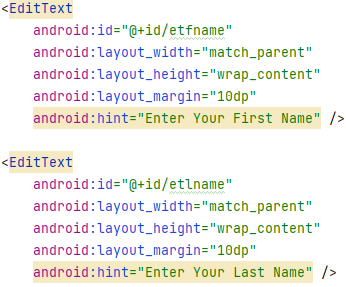 <EditText
android:id="@+id/etfname"
android:layout_width="match_parent"
android:layout_height="wrap_content"
android:layout_margin="10dp"
android:hint="Enter Your First Name" />
<EditText
android:id="@+id/etlname"
android:layout_width="match_parent"
android:layout_height="wrap_content"
android:layout_margin="10dp"
android:hint="Enter Your Last Name" />